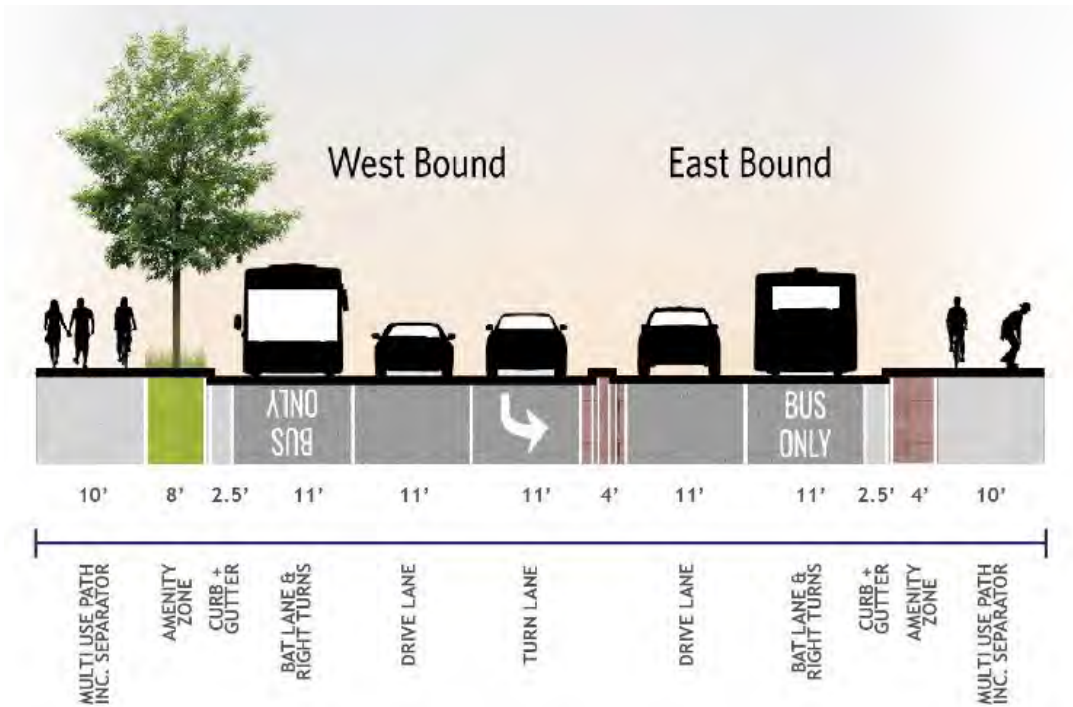 West Bound
East Bound
BUS
ONLY
BUS
ONLY
10'
8'
2.5'
11'
11'
11'
4'
11'
11'
2.5'
4'
10'
MULTI USE PATH
INC. SEPARATOR
AMENITY
ZONE
CURB +
GUTTER
BAT LANE &
RIGHT TURNS
DRIVE LANE
TURN LANE
DRIVE LANE
BAT LANE &
RIGHT TURNS
CURB +
GUTTER
AMENITY
ZONE
MULTI USE PATH
INC. SEPARATOR